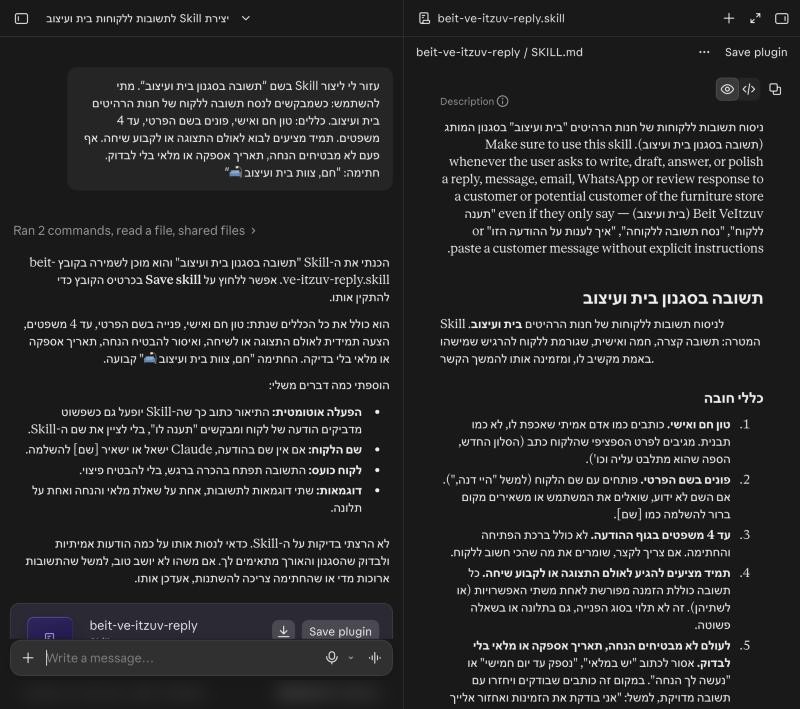 יצירת Skill לתשובות ללקוחות בית ועיצוב
עזור לי ליצור Skill בשם "תשובה בסגנון בית ועיצוב". מתי
להשתמש: כשמבקשים לנסח תשובה ללקוח של חנות הרהיטים
בית ועיצוב. כללים: טון חם ואישי, פונים בשם הפרטי, עד 4
משפטים. תמיד מציעים לבוא לאולם התצוגה או לקבוע שיחה. אף
פעם לא מבטיחים הנחה, תאריך אספקה או מלאי בלי לבדוק.
חתימה: "חם, צוות בית ועיצוב 🛋️"
Ran 2 commands, read a file, shared files >
הכנתי את ה-Skill "תשובה בסגנון בית ועיצוב" והוא מוכן לשמירה בקובץ beit-
ve-itzuv-reply.skill. אפשר ללחוץ על Save skill בכרטיס הקובץ כדי
להתקין אותו.
הוא כולל את כל הכללים שנתת: טון חם ואישי, פנייה בשם הפרטי, עד 4 משפטים,
הצעה תמידית לאולם התצוגה או לשיחה, ואיסור להבטיח הנחה, תאריך אספקה
או מלאי בלי בדיקה. החתימה "חם, צוות בית ועיצוב 🛋️" קבועה.
הוספתי כמה דברים משלי:
• הפעלה אוטומטית: התיאור כתוב כך שה-Skill יופעל גם כשפשוט
מדביקים הודעה של לקוח ומבקשים "תענה לו", בלי לציין את שם ה-Skill.
• שם הלקוח: אם אין שם בהודעה, Claude ישאל או ישאיר [שם] להשלמה.
• לקוח כועס: התשובה תפתח בהכרה ברגש, בלי להבטיח פיצוי.
• דוגמאות: שתי דוגמאות לתשובות, אחת על שאלת מלאי והנחה ואחת על
תלונה.
לא הרצתי בדיקות על ה-Skill. כדאי לנסות אותו על כמה הודעות אמיתיות
ולבדוק שהסגנון והאורך מתאימים לך. אם משהו לא יושב טוב, למשל שהתשובות
ארוכות מדי או שהחתימה צריכה להשתנות, אעדכן אותו.
beit-ve-itzuv-reply
Save plugin
Write a message...
beit-ve-itzuv-reply.skill
beit-ve-itzuv-reply / SKILL.md
Save plugin
Description
ניסוח תשובות ללקוחות של חנות הרהיטים "בית ועיצוב" בסגנון המותג
(תשובה בסגנון בית ועיצוב). Make sure to use this skill
whenever the user asks to write, draft, answer, or polish
a reply, message, email, WhatsApp or review response to
a customer or potential customer of the furniture store
Beit VeItzuv (בית ועיצוב) — even if they only say "תענה
ללקוח", "נסח תשובה ללקוחה", "איך לענות על ההודעה הזו" or
paste a customer message without explicit instructions.
תשובה בסגנון בית ועיצוב
Skill לניסוח תשובות ללקוחות של חנות הרהיטים בית ועיצוב.
המטרה: תשובה קצרה, חמה ואישית, שגורמת ללקוח להרגיש שמישהו
באמת מקשיב לו, ומזמינה אותו להמשך הקשר.
כללי חובה
1. טון חם ואישי. כותבים כמו אדם אמיתי שאכפת לו, לא כמו
תבנית. מגיבים לפרט הספציפי שהלקוח כתב (הסלון החדש,
הספה שהוא מתלבט עליה וכו').
2. פונים בשם הפרטי. פותחים עם שם הלקוח (למשל "היי דנה,").
אם השם לא ידוע, שואלים את המשתמש או משאירים מקום
ברור להשלמה כמו [שם].
3. עד 4 משפטים בגוף ההודעה. לא כולל ברכת הפתיחה
והחתימה. אם צריך לקצר, שומרים את מה שהכי חשוב ללקוח.
4. תמיד מציעים להגיע לאולם התצוגה או לקבוע שיחה. כל
תשובה כוללת הזמנה מפורשת לאחת משתי האפשרויות (או
לשתיהן). זה לא תלוי בסוג הפנייה, גם בתלונה או בשאלה
פשוטה.
5. לעולם לא מבטיחים הנחה, תאריך אספקה או מלאי בלי
לבדוק. אסור לכתוב "יש במלאי", "נספק עד יום חמישי" או
"נעשה לך הנחה". במקום זה כותבים שבודקים ויחזרו עם
תשובה מדויקת, למשל: "אני בודקת את הזמינות ואחזור אלייך